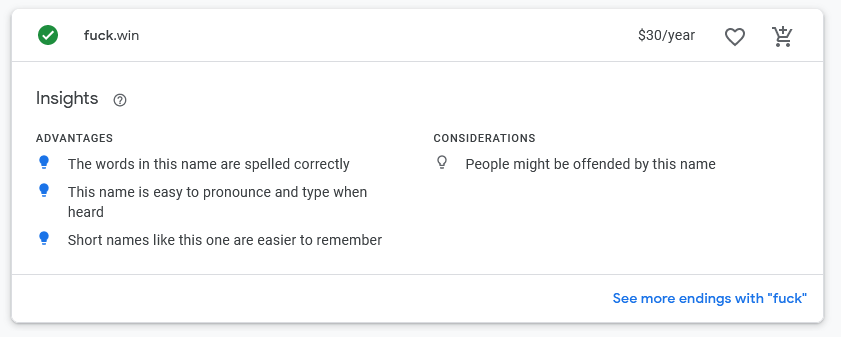 fuck.win
$30/year
Insights
ADVANTAGES
The words in this name are spelled correctly
This name is easy to pronounce and type when
heard
Short names like this one are easier to remember
CONSIDERATIONS
People might be offended by this name
See more endings with "fuck"